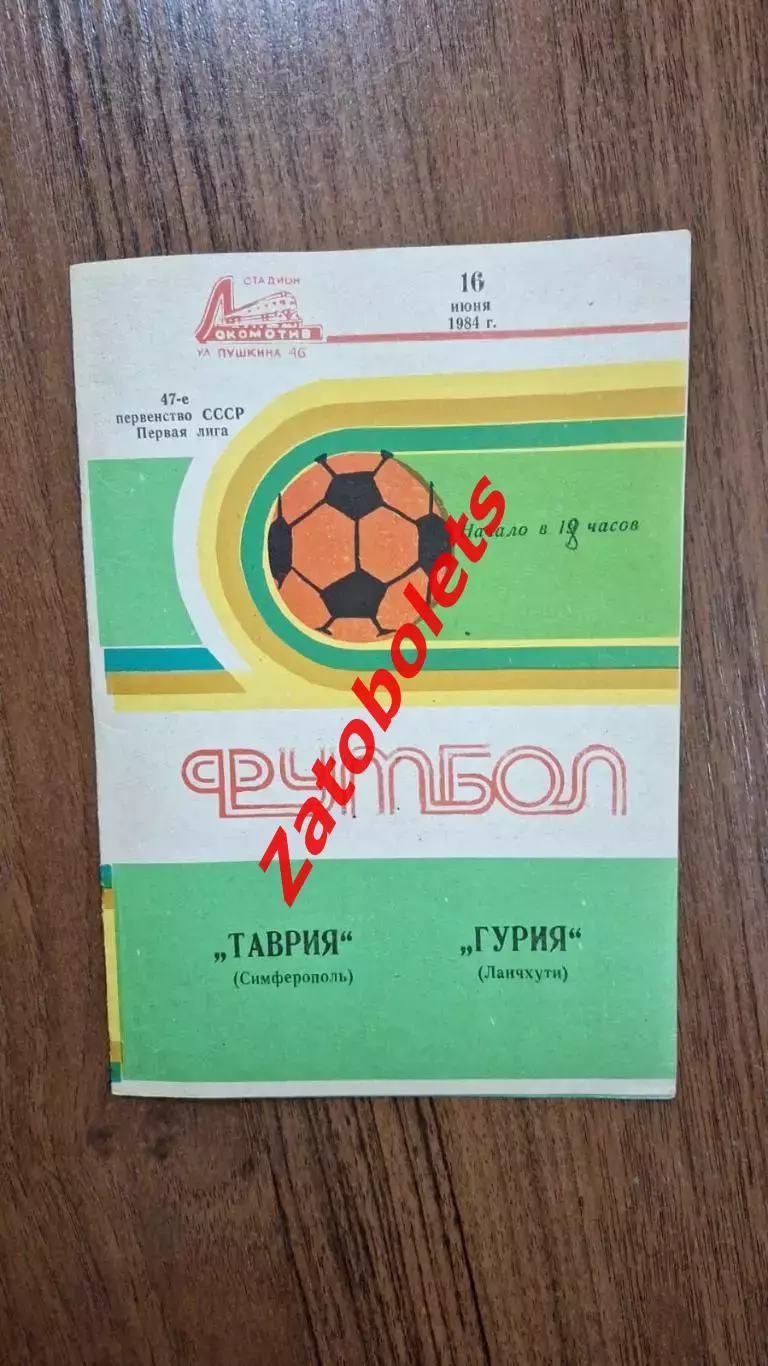 СТАДИОН
ЛОКОМОТИВ
УЛ ПУШКИНА 46
16
июня
1984 г.
47-е
первенство СССР
Первая лига
Начало в 18 часов
ФУТБОЛ
„ТАВРИЯ“
(Симферополь)
„ГУРИЯ“
(Ланчхути)
Zatobolets